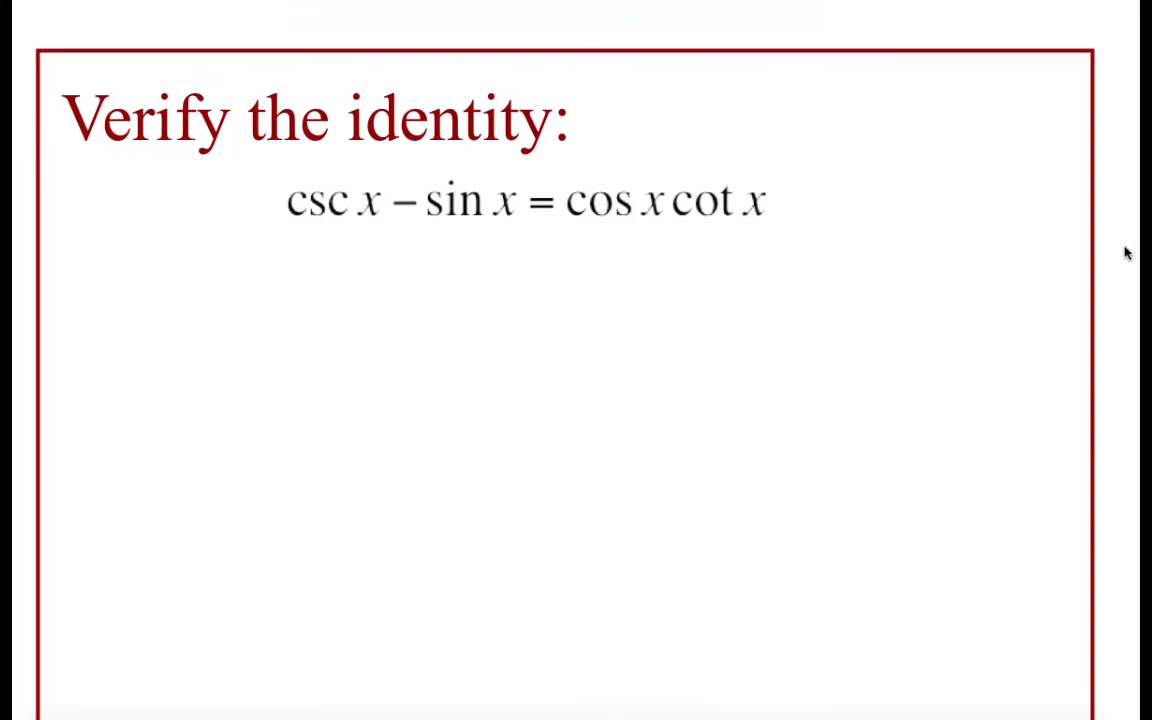 Verify the identity:
csc x − sin x = cos x cot x